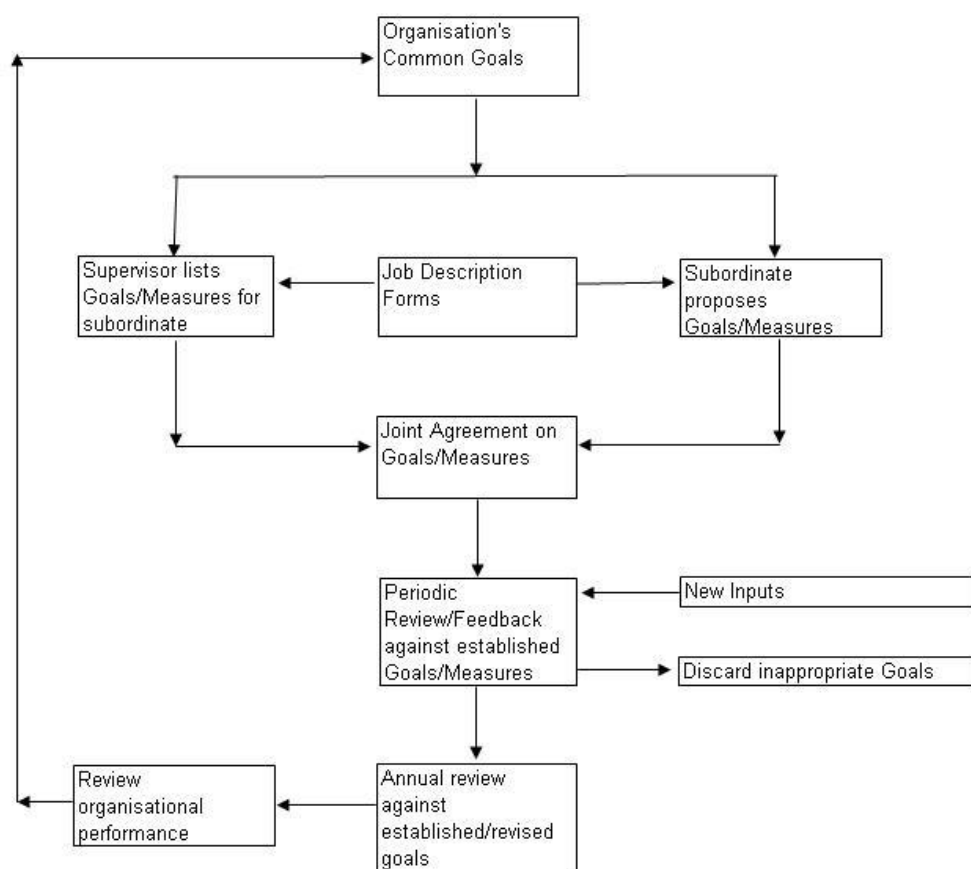 Organisation's
Common Goals
Supervisor lists
Goals/Measures for
subordinate
Job Description
Forms
Subordinate
proposes
Goals/Measures
Joint Agreement on
Goals/Measures
Periodic
Review/Feedback
against established
Goals/Measures
New Inputs
Discard inappropriate Goals
Review
organisational
performance
Annual review
against
established/revised
goals